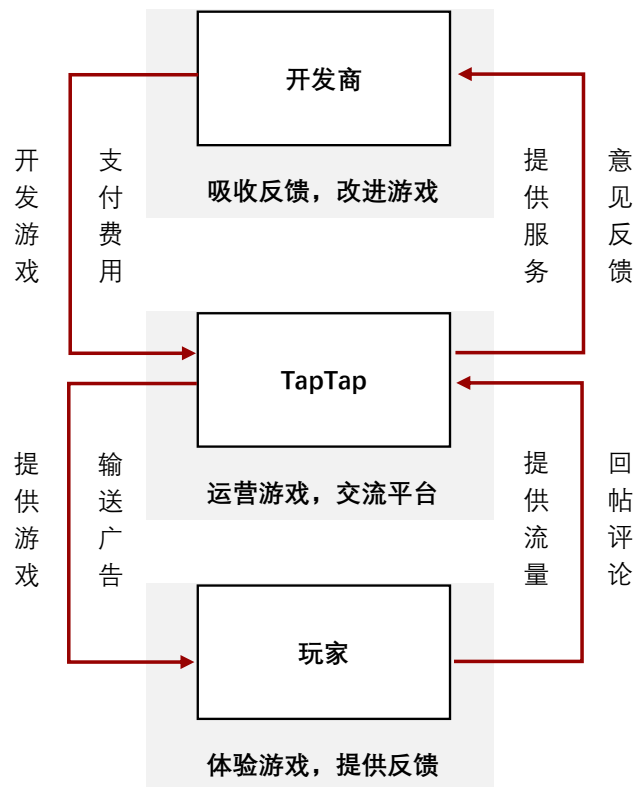 开发商
吸收反馈，改进游戏
开发游戏
支付费用
提供服务
意见反馈
TapTap
运营游戏，交流平台
提供游戏
输送广告
提供流量
回帖评论
玩家
体验游戏，提供反馈